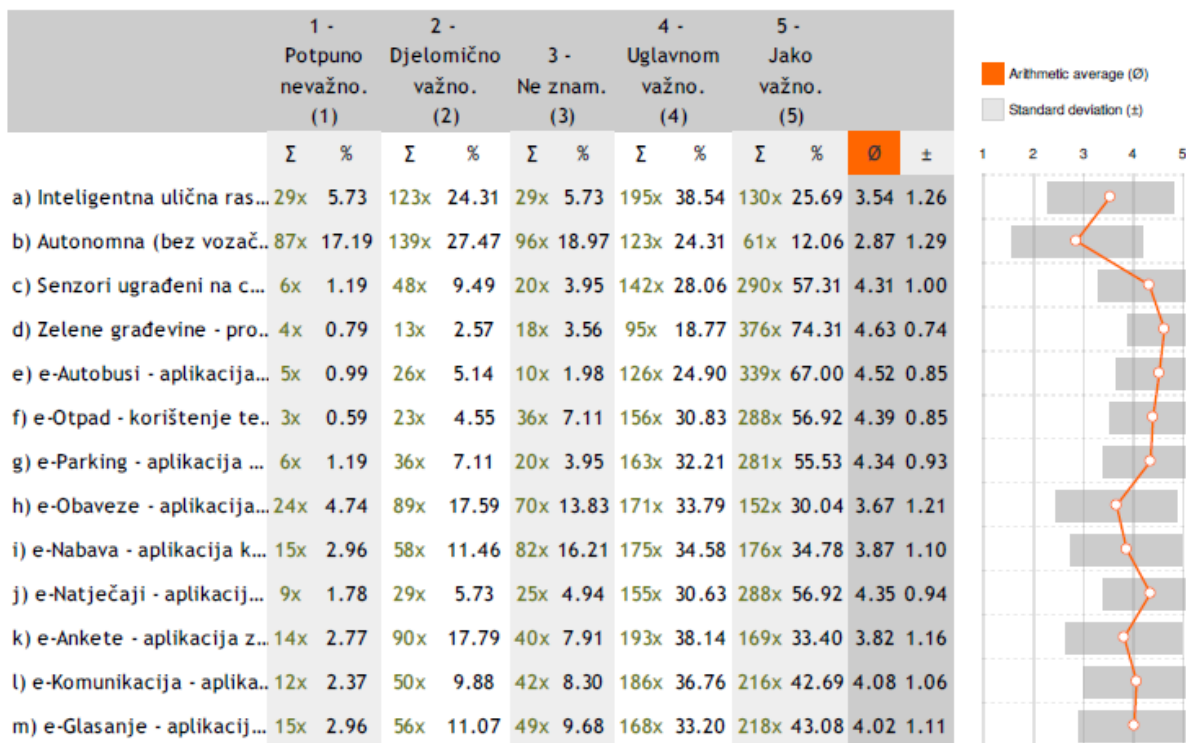 1 - 2 - 4 - 5 -
Potpuno Djelomično 3 - Uglavnom Jako
nevažno. važno. Ne znam. važno. važno.
(1) (2) (3) (4) (5)
Arithmetic average (Ø)
Standard deviation (±)
Σ % Σ % Σ % Σ % Σ % Ø ± 1 2 3 4 5
a) Inteligentna ulična ras... 29x 5.73 123x 24.31 29x 5.73 195x 38.54 130x 25.69 3.54 1.26
b) Autonomna (bez vozač... 87x 17.19 139x 27.47 96x 18.97 123x 24.31 61x 12.06 2.87 1.29
c) Senzori ugrađeni na c... 6x 1.19 48x 9.49 20x 3.95 142x 28.06 290x 57.31 4.31 1.00
d) Zelene građevine - pro... 4x 0.79 13x 2.57 18x 3.56 95x 18.77 376x 74.31 4.63 0.74
e) e-Autobusi - aplikacija... 5x 0.99 26x 5.14 10x 1.98 126x 24.90 339x 67.00 4.52 0.85
f) e-Otpad - korištenje te... 3x 0.59 23x 4.55 36x 7.11 156x 30.83 288x 56.92 4.39 0.85
g) e-Parking - aplikacija ... 6x 1.19 36x 7.11 20x 3.95 163x 32.21 281x 55.53 4.34 0.93
h) e-Obaveze - aplikacija... 24x 4.74 89x 17.59 70x 13.83 171x 33.79 152x 30.04 3.67 1.21
i) e-Nabava - aplikacija k... 15x 2.96 58x 11.46 82x 16.21 175x 34.58 176x 34.78 3.87 1.10
j) e-Natječaji - aplikacij... 9x 1.78 29x 5.73 25x 4.94 155x 30.63 288x 56.92 4.35 0.94
k) e-Ankete - aplikacija z... 14x 2.77 90x 17.79 40x 7.91 193x 38.14 169x 33.40 3.82 1.16
l) e-Komunikacija - aplika... 12x 2.37 50x 9.88 42x 8.30 186x 36.76 216x 42.69 4.08 1.06
m) e-Glasanje - aplikacij... 15x 2.96 56x 11.07 49x 9.68 168x 33.20 218x 43.08 4.02 1.11